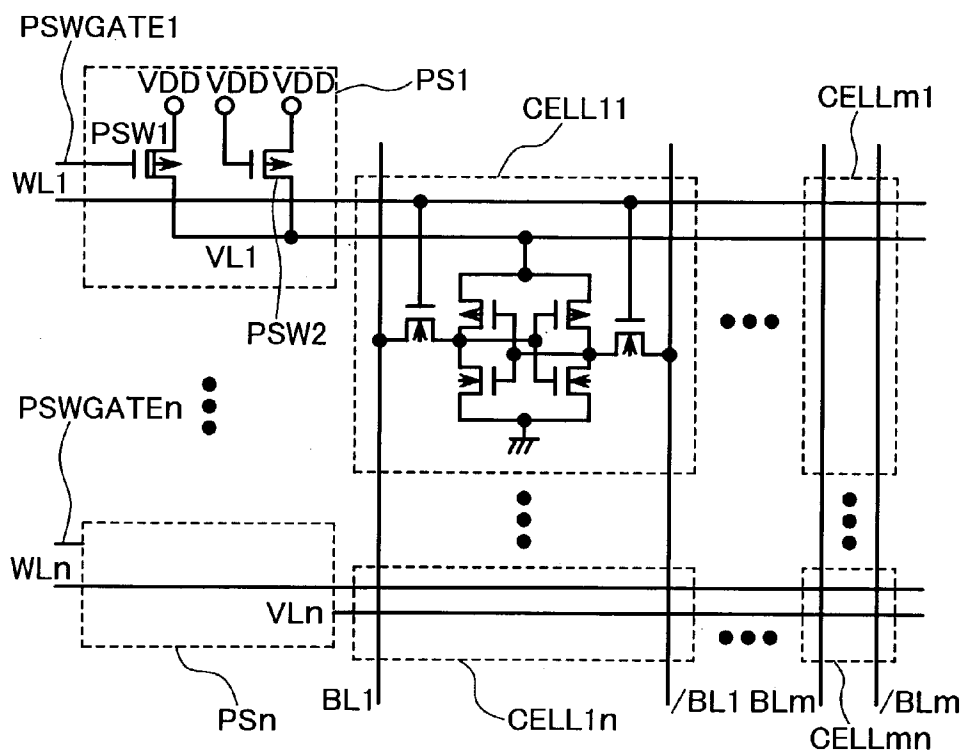 PSWGATE1
VDD VDD VDD
PS1
CELL11
CELLm1
PSW1
WL1
VL1
PSW2
PSWGATEn
WLn
VLn
PSn
BL1
CELL1n
/BL1 BLm
/BLm
CELLmn